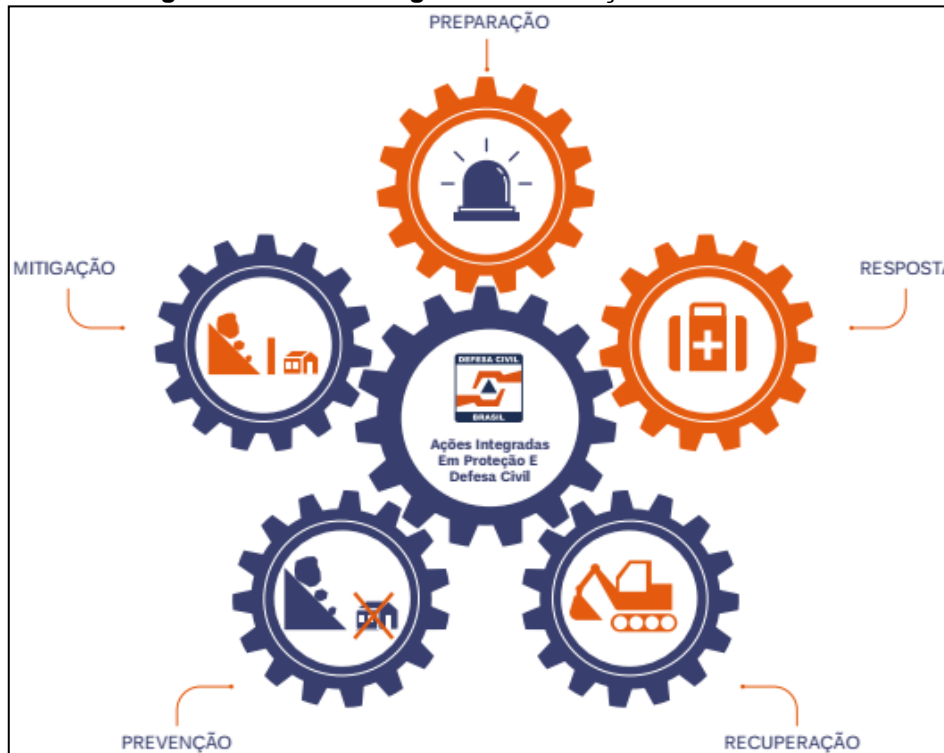 PREPARAÇÃO
MITIGAÇÃO
RESPOSTA
DEFESA CIVIL
BRASIL
Ações Integradas
Em Proteção E
Defesa Civil
PREVENÇÃO
RECUPERAÇÃO